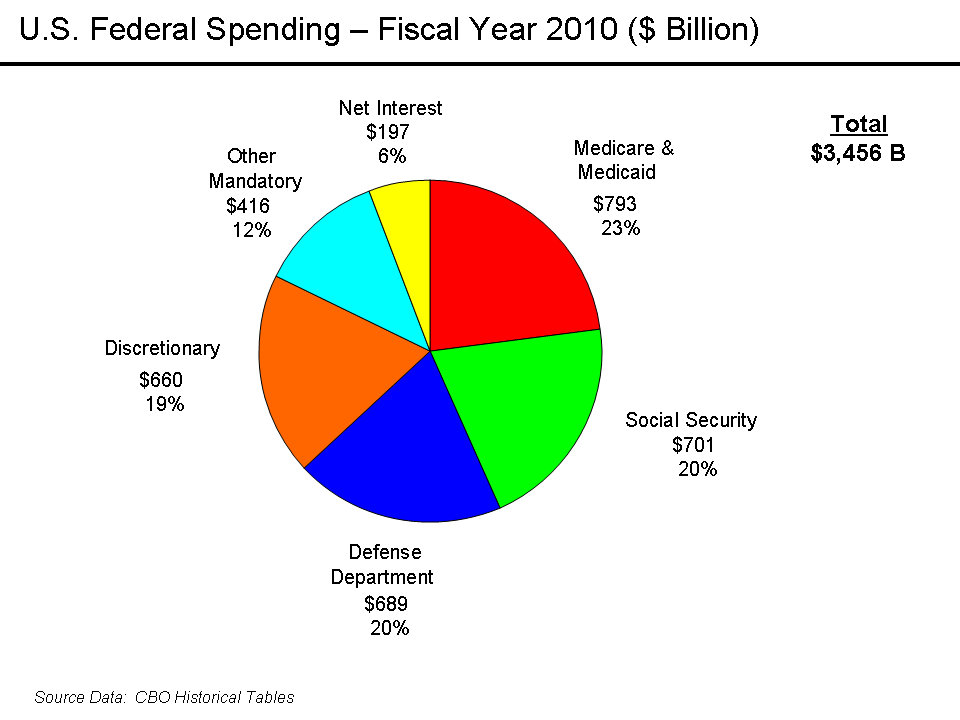 U.S. Federal Spending – Fiscal Year 2010 ($ Billion)
Total
$3,456 B
Net Interest
$197
6%
Medicare &
Medicaid
$793
23%
Other
Mandatory
$416
12%
Discretionary
$660
19%
Social Security
$701
20%
Defense
Department
$689
20%
Source Data: CBO Historical Tables